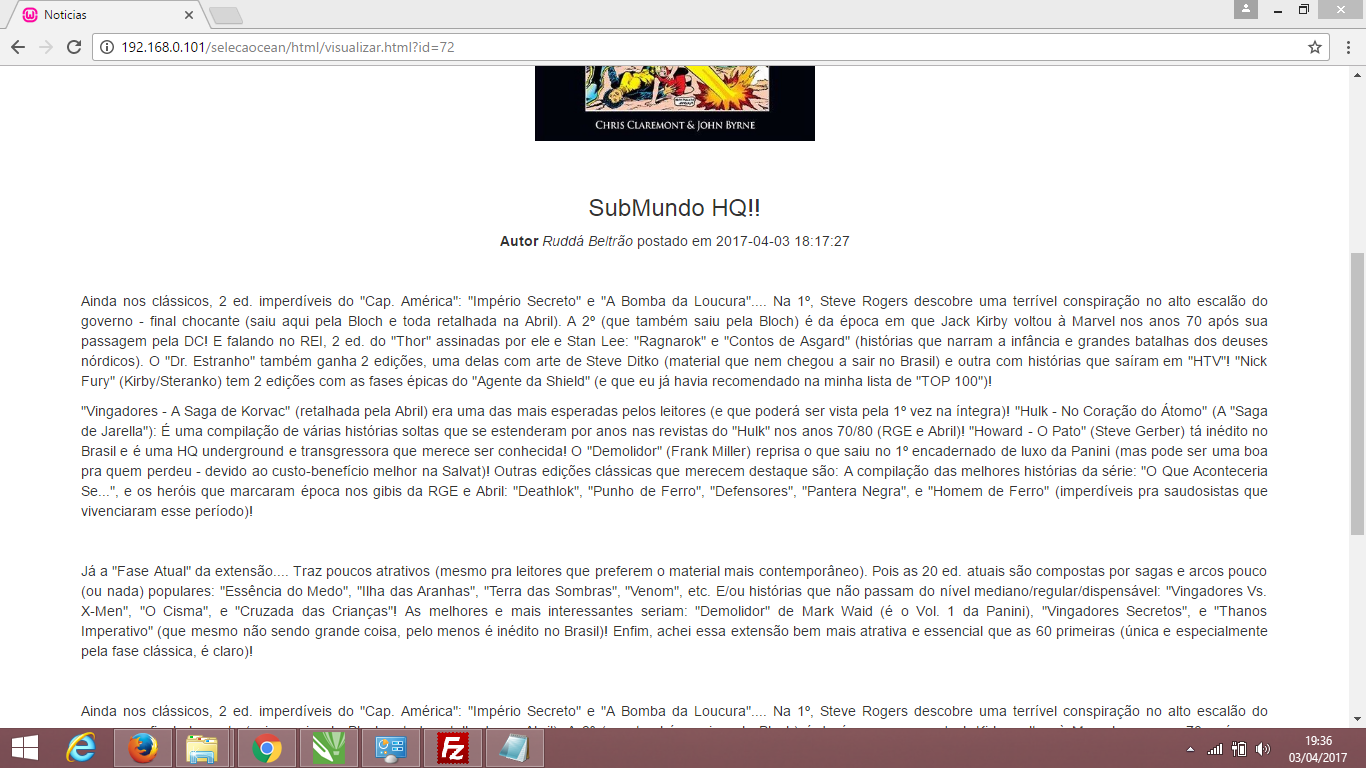 Noticias
192.168.0.101/selecaocean/html/visualizar.html?id=72
CHRIS CLAREMONT & JOHN BYRNE
SubMundo HQ!!
Autor Ruddá Beltrão postado em 2017-04-03 18:17:27
Ainda nos clássicos, 2 ed. imperdíveis do "Cap. América": "Império Secreto" e "A Bomba da Loucura".... Na 1º, Steve Rogers descobre uma terrível conspiração no alto escalão do
governo - final chocante (saiu aqui pela Bloch e toda retalhada na Abril). A 2º (que também saiu pela Bloch) é da época em que Jack Kirby voltou à Marvel nos anos 70 após sua
passagem pela DC! E falando no REI, 2 ed. do "Thor" assinadas por ele e Stan Lee: "Ragnarok" e "Contos de Asgard" (histórias que narram a infância e grandes batalhas dos deuses
nórdicos). O "Dr. Estranho" também ganha 2 edições, uma delas com arte de Steve Ditko (material que nem chegou a sair no Brasil) e outra com histórias que saíram em "HTV"! "Nick
Fury" (Kirby/Steranko) tem 2 edições com as fases épicas do "Agente da Shield" (e que eu já havia recomendado na minha lista de "TOP 100")!
"Vingadores - A Saga de Korvac" (retalhada pela Abril) era uma das mais esperadas pelos leitores (e que poderá ser vista pela 1º vez na íntegra)! "Hulk - No Coração do Átomo" (A "Saga
de Jarella"): É uma compilação de várias histórias soltas que se estenderam por anos nas revistas do "Hulk" nos anos 70/80 (RGE e Abril)! "Howard - O Pato" (Steve Gerber) tá inédito no
Brasil e é uma HQ underground e transgressora que merece ser conhecida! O "Demolidor" (Frank Miller) reprisa o que saiu no 1º encadernado de luxo da Panini (mas pode ser uma boa
pra quem perdeu - devido ao custo-benefício melhor na Salvat)! Outras edições clássicas que merecem destaque são: A compilação das melhores histórias da série: "O Que Aconteceria
Se...", e os heróis que marcaram época nos gibis da RGE e Abril: "Deathlok", "Punho de Ferro", "Defensores", "Pantera Negra", e "Homem de Ferro" (imperdíveis pra saudosistas que
vivenciaram esse período)!
Já a "Fase Atual" da extensão.... Traz poucos atrativos (mesmo pra leitores que preferem o material mais contemporâneo). Pois as 20 ed. atuais são compostas por sagas e arcos pouco
(ou nada) populares: "Essência do Medo", "Ilha das Aranhas", "Terra das Sombras", "Venom", etc. E/ou histórias que não passam do nível mediano/regular/dispensável: "Vingadores Vs.
X-Men", "O Cisma", e "Cruzada das Crianças"! As melhores e mais interessantes seriam: "Demolidor" de Mark Waid (é o Vol. 1 da Panini), "Vingadores Secretos", e "Thanos
Imperativo" (que mesmo não sendo grande coisa, pelo menos é inédito no Brasil)! Enfim, achei essa extensão bem mais atrativa e essencial que as 60 primeiras (única e especialmente
pela fase clássica, é claro)!
Ainda nos clássicos, 2 ed. imperdíveis do "Cap. América": "Império Secreto" e "A Bomba da Loucura".... Na 1º, Steve Rogers descobre uma terrível conspiração no alto escalão do
19:36
03/04/2017